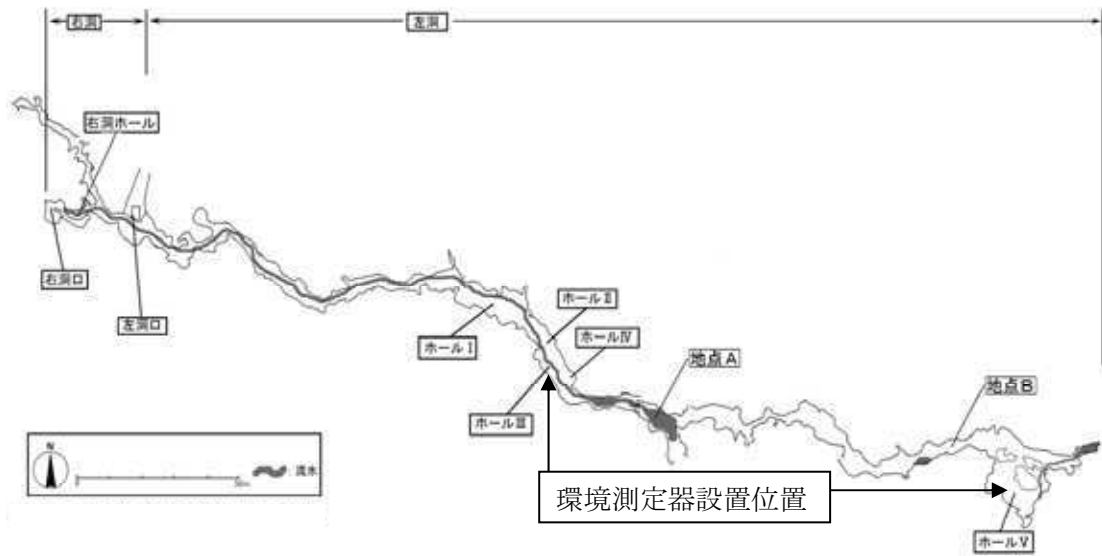 右洞
左洞
右洞ホール
右洞口
左洞口
ホールⅠ
ホールⅡ
ホールⅣ
ホールⅢ
地点A
地点B
環境測定器設置位置
ホールⅤ
N
流水